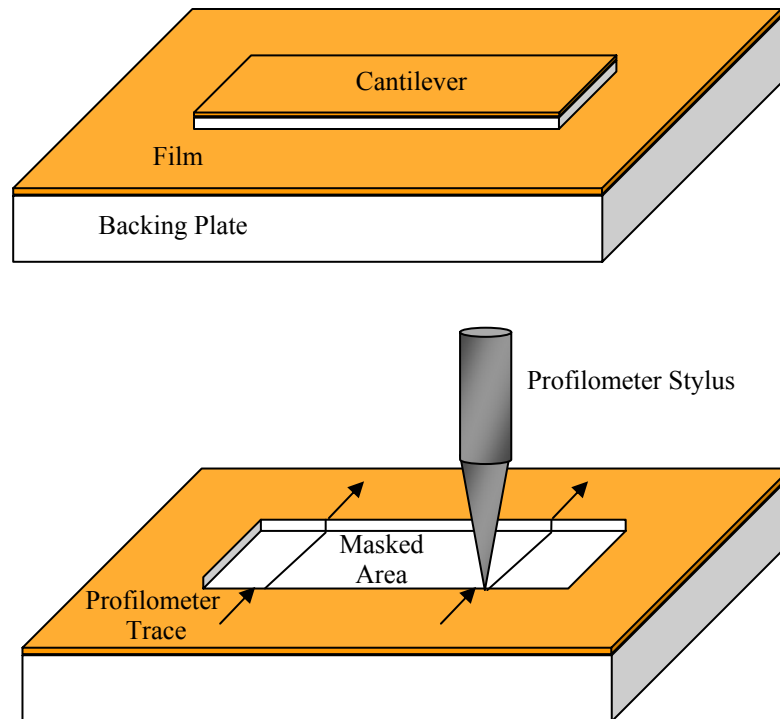 Cantilever
Film
Backing Plate
Profilometer Stylus
Masked
Area
Profilometer
Trace